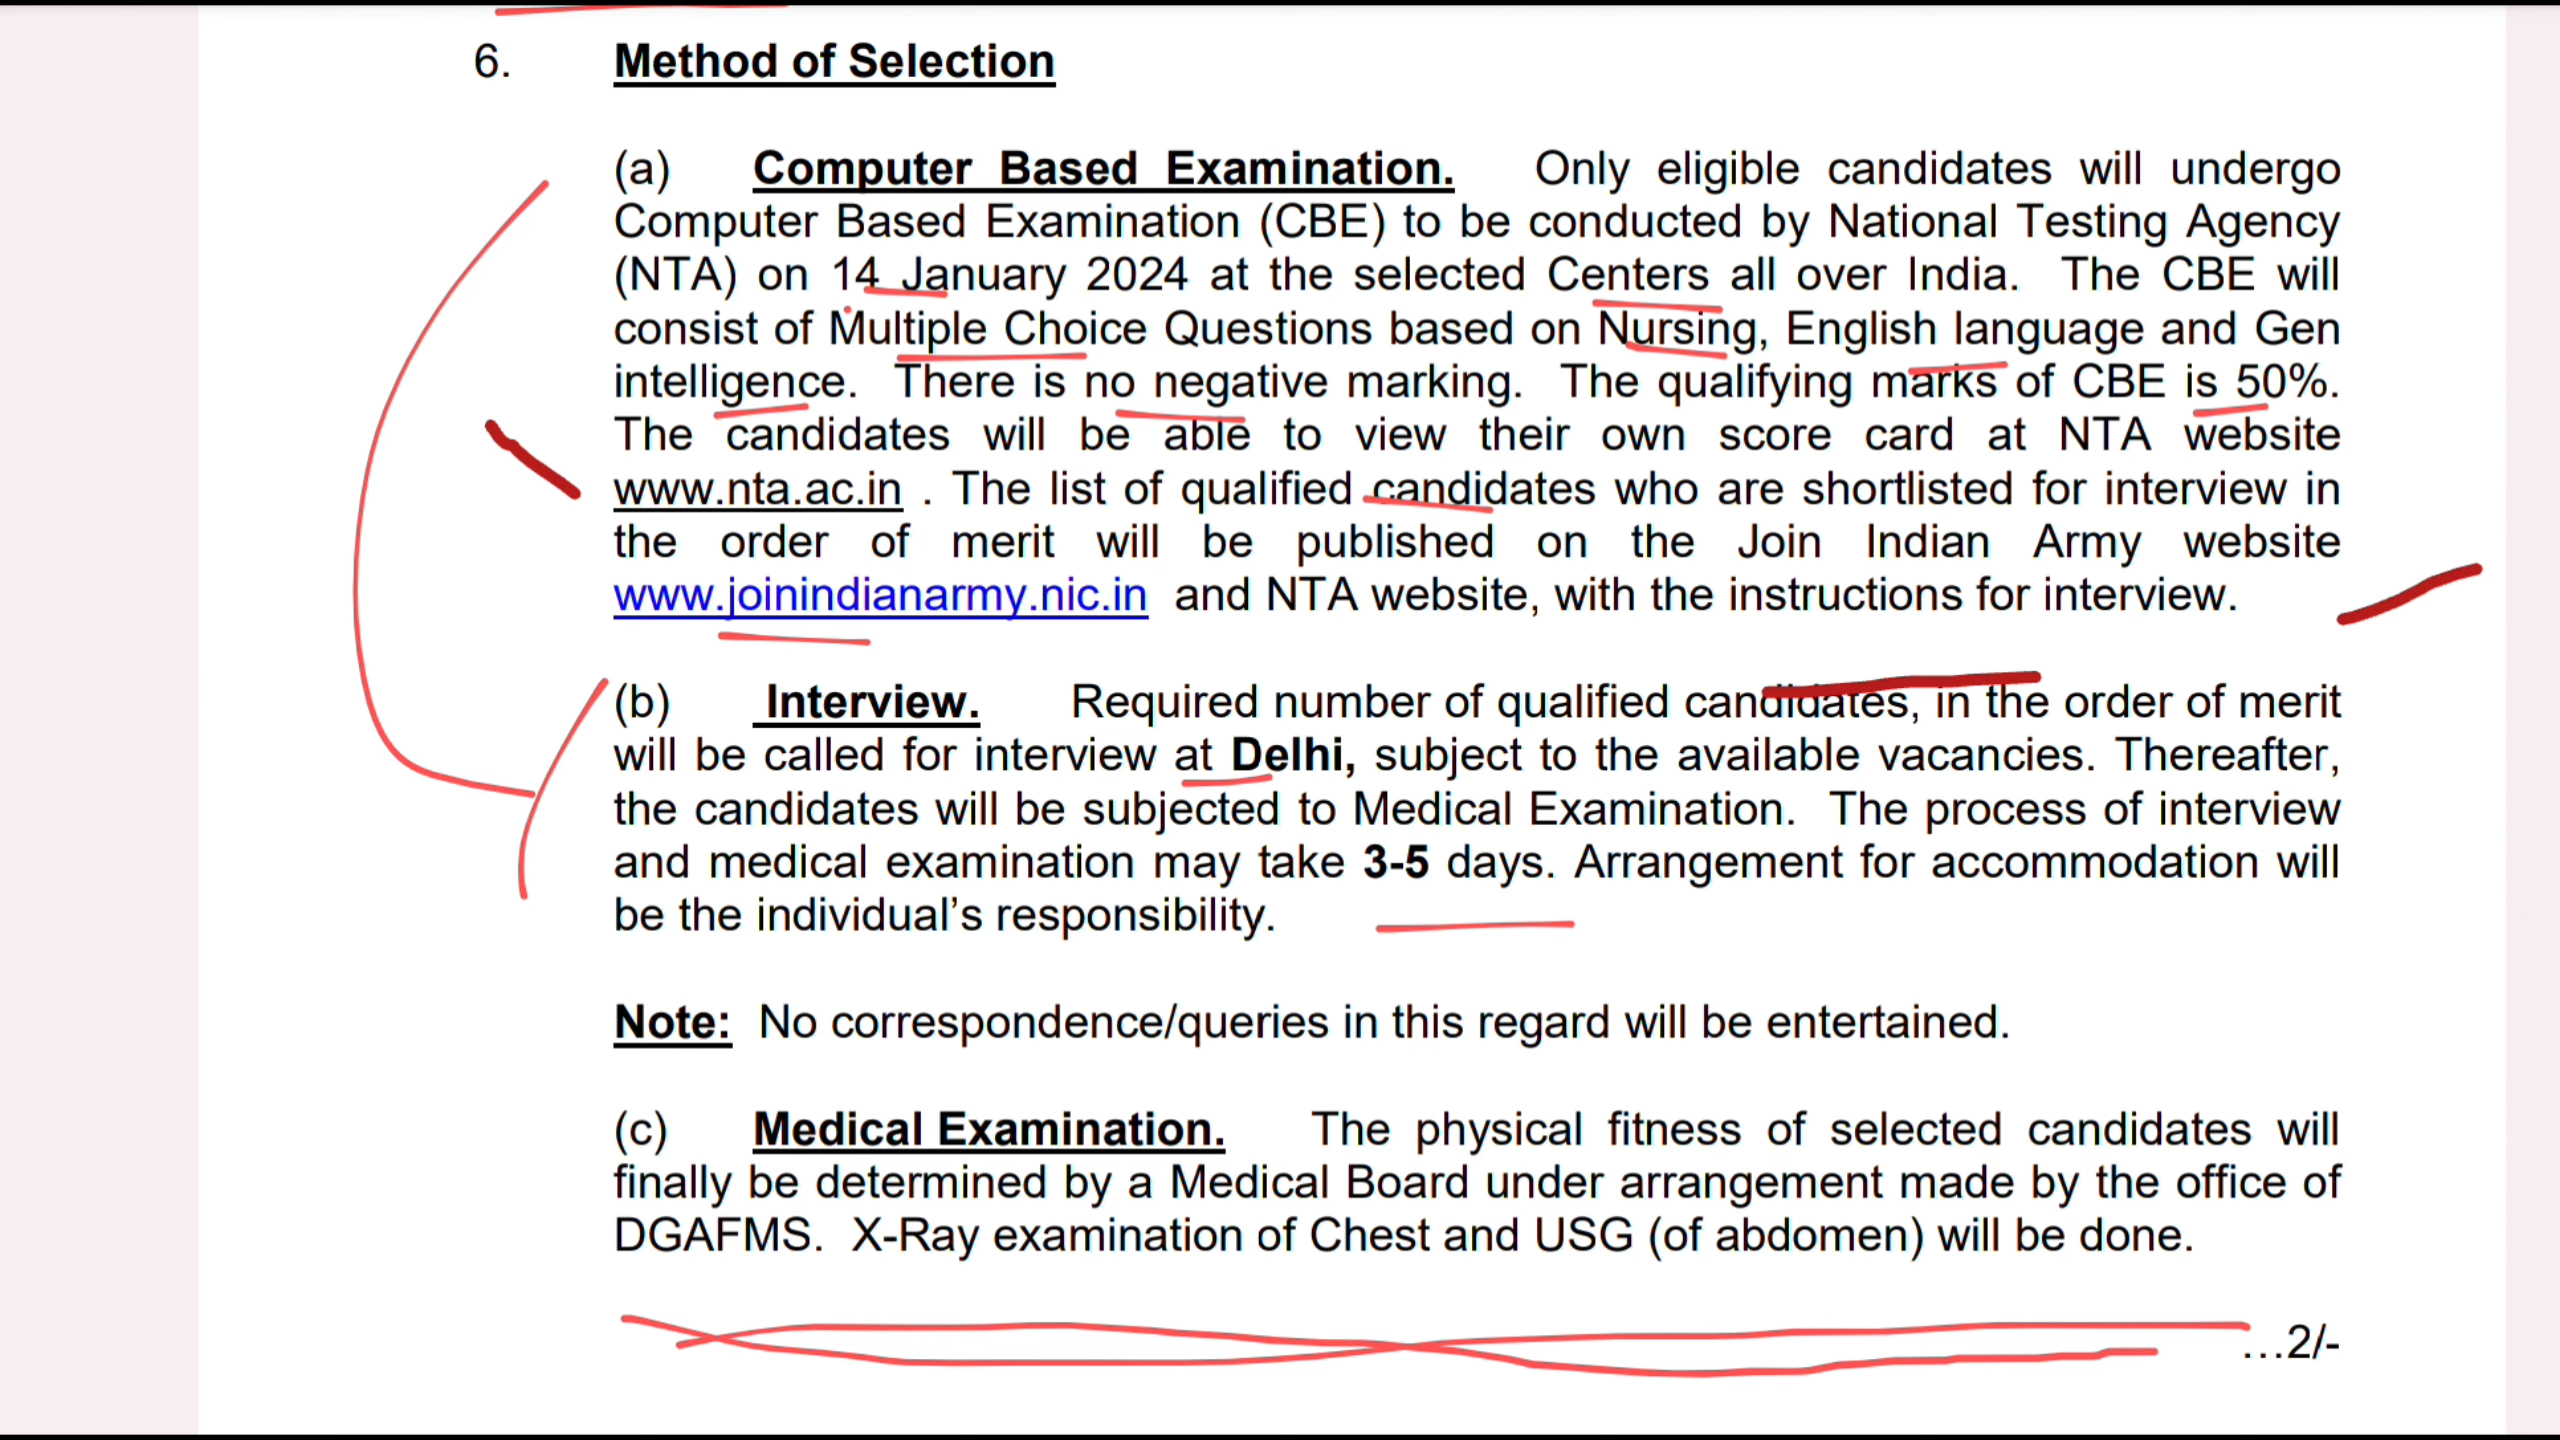 6. Method of Selection
(a) Computer Based Examination. Only eligible candidates will undergo
Computer Based Examination (CBE) to be conducted by National Testing Agency
(NTA) on 14 January 2024 at the selected Centers all over India. The CBE will
consist of Multiple Choice Questions based on Nursing, English language and Gen
intelligence. There is no negative marking. The qualifying marks of CBE is 50%.
The candidates will be able to view their own score card at NTA website
www.nta.ac.in . The list of qualified candidates who are shortlisted for interview in
the order of merit will be published on the Join Indian Army website
www.joinindianarmy.nic.in and NTA website, with the instructions for interview.
(b) Interview. Required number of qualified candidates, in the order of merit
will be called for interview at Delhi, subject to the available vacancies. Thereafter,
the candidates will be subjected to Medical Examination. The process of interview
and medical examination may take 3-5 days. Arrangement for accommodation will
be the individual’s responsibility.
Note: No correspondence/queries in this regard will be entertained.
(c) Medical Examination. The physical fitness of selected candidates will
finally be determined by a Medical Board under arrangement made by the office of
DGAFMS. X-Ray examination of Chest and USG (of abdomen) will be done.
…2/-